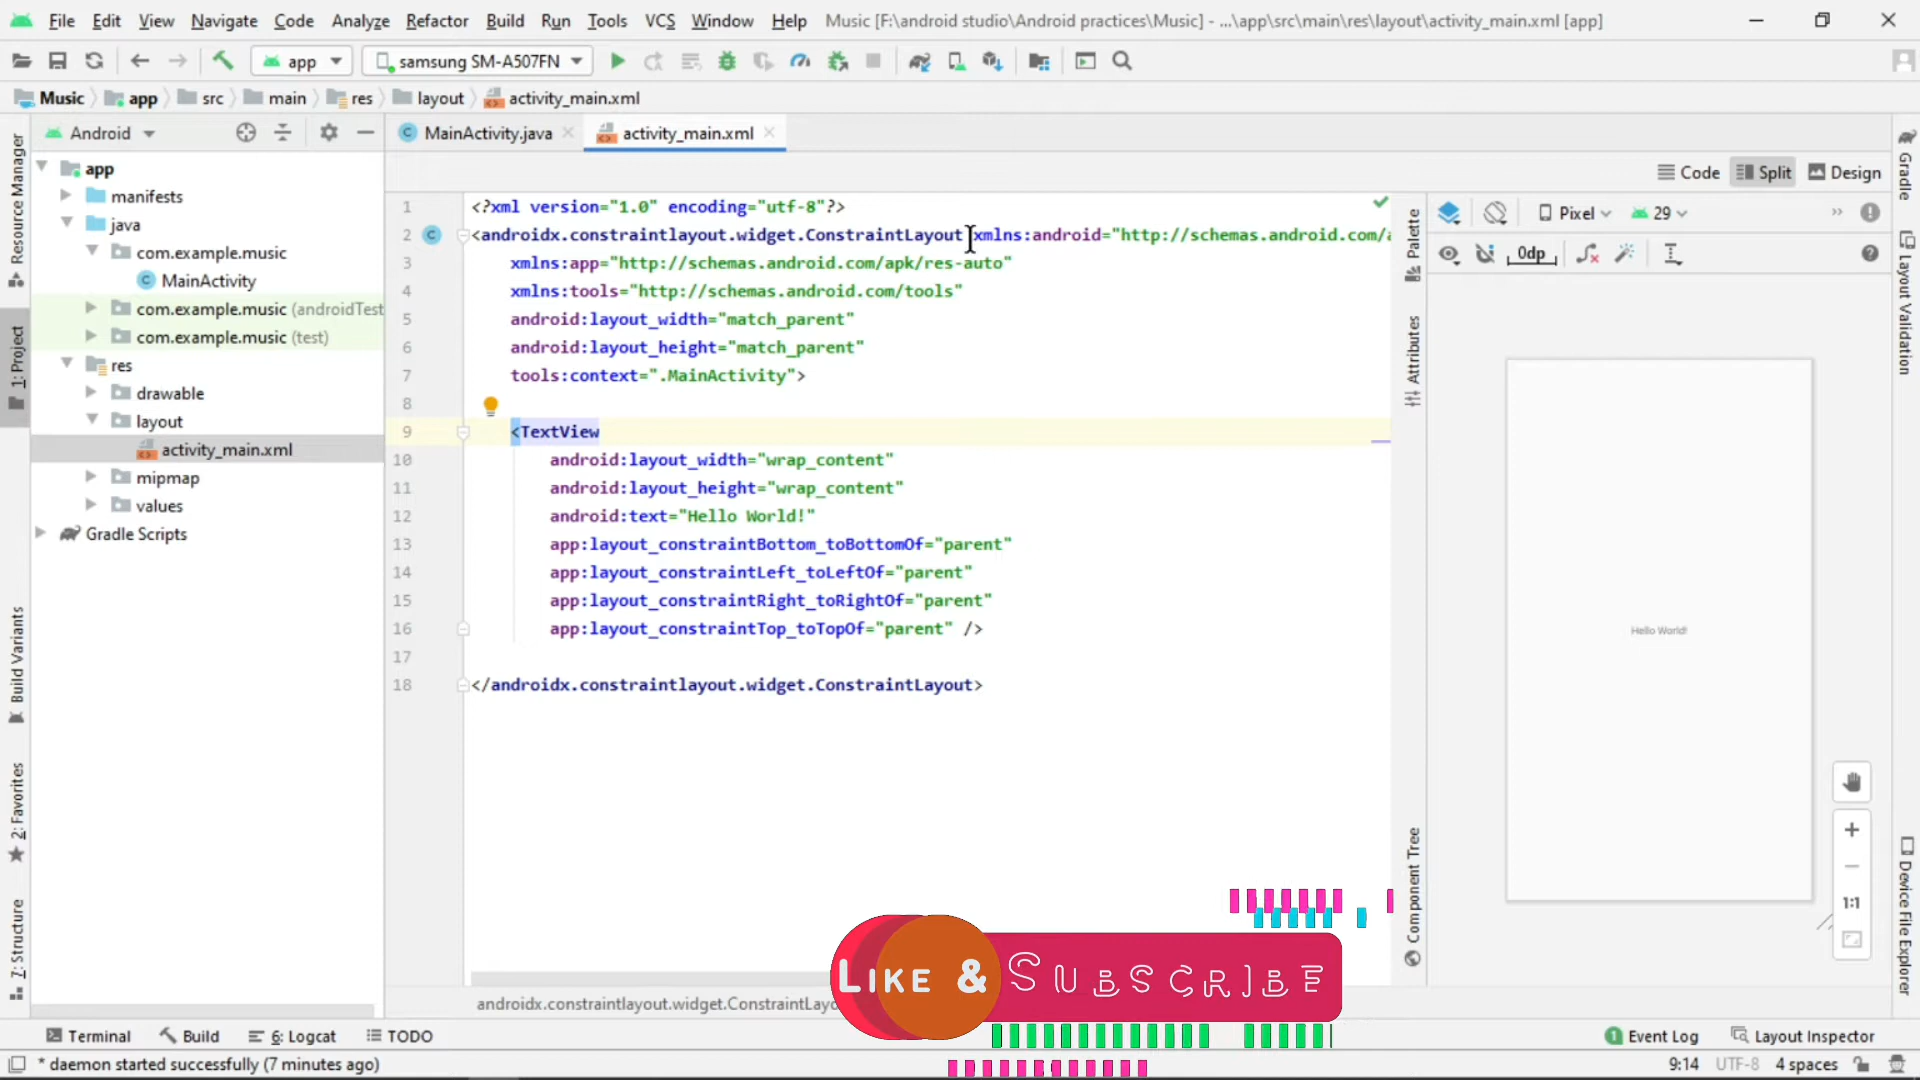 File Edit View Navigate Code Analyze Refactor Build Run Tools VCS Window Help Music [F:\android studio\Android practices\Music] - ...\app\src\main\res\layout\activity_main.xml [app]
app samsung SM-A507FN
Music app src main res layout activity_main.xml
Android
MainActivity.java activity_main.xml
Code Split Design
Resource Manager
1: Project
Build Variants
2: Favorites
7: Structure
app
manifests
java
com.example.music
MainActivity
com.example.music (androidTest
com.example.music (test)
res
drawable
layout
activity_main.xml
mipmap
values
Gradle Scripts
1 <?xml version="1.0" encoding="utf-8"?>
2 <androidx.constraintlayout.widget.ConstraintLayout xmlns:android="http://schemas.android.com/a
3 xmlns:app="http://schemas.android.com/apk/res-auto"
4 xmlns:tools="http://schemas.android.com/tools"
5 android:layout_width="match_parent"
6 android:layout_height="match_parent"
7 tools:context=".MainActivity">
8
9 <TextView
10 android:layout_width="wrap_content"
11 android:layout_height="wrap_content"
12 android:text="Hello World!"
13 app:layout_constraintBottom_toBottomOf="parent"
14 app:layout_constraintLeft_toLeftOf="parent"
15 app:layout_constraintRight_toRightOf="parent"
16 app:layout_constraintTop_toTopOf="parent" />
17
18 </androidx.constraintlayout.widget.ConstraintLayout>
androidx.constraintlayout.widget.ConstraintLayo
Palette
Attributes
Component Tree
Pixel 29
0dp
Hello World!
1:1
Gradle
Layout Validation
Device File Explorer
LIKE & SUBSCRIBE
Terminal Build 6: Logcat TODO
1 Event Log Layout Inspector
* daemon started successfully (7 minutes ago)
9:14 UTF-8 4 spaces